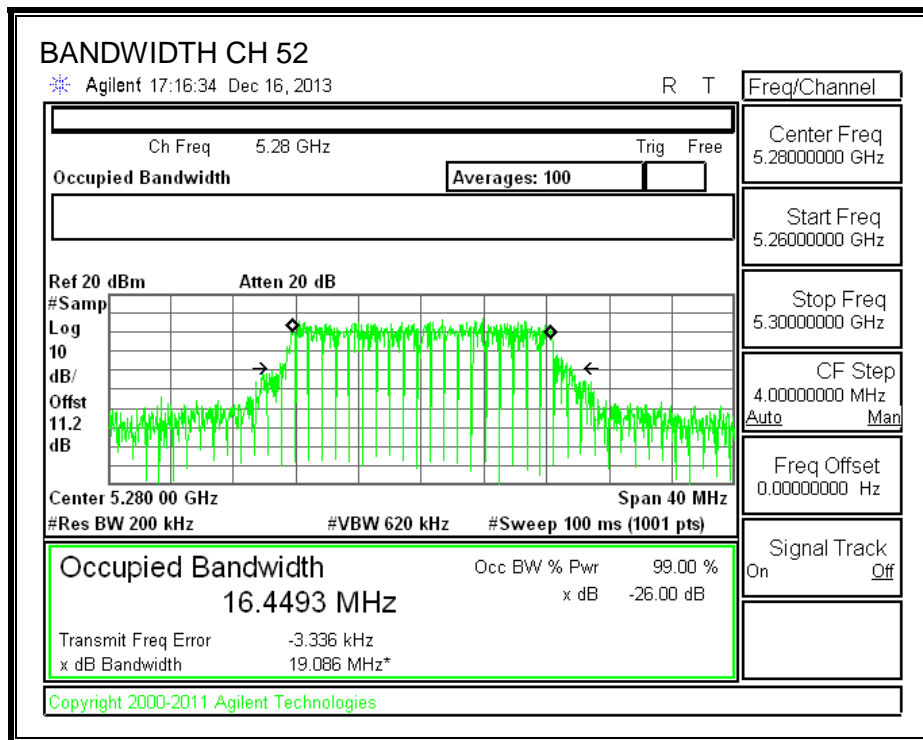 BANDWIDTH CH 52
Agilent 17:16:34 Dec 16, 2013 R T
Ch Freq 5.28 GHz Trig Free
Occupied Bandwidth Averages: 100
Ref 20 dBm Atten 20 dB
#Samp
Log
10
dB/
Offst
11.2
dB
Center 5.280 00 GHz Span 40 MHz
#Res BW 200 kHz #VBW 620 kHz #Sweep 100 ms (1001 pts)
Occupied Bandwidth Occ BW % Pwr 99.00 %
16.4493 MHz x dB -26.00 dB
Transmit Freq Error -3.336 kHz
x dB Bandwidth 19.086 MHz*
Copyright 2000-2011 Agilent Technologies
Freq/Channel
Center Freq
5.28000000 GHz
Start Freq
5.26000000 GHz
Stop Freq
5.30000000 GHz
CF Step
4.00000000 MHz
Auto Man
Freq Offset
0.00000000 Hz
Signal Track
On Off